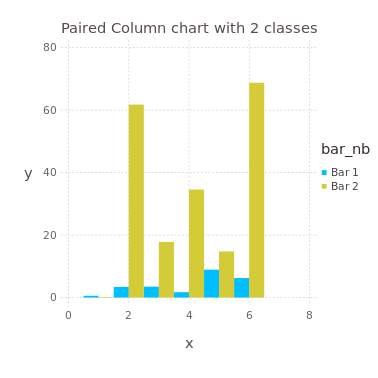 Paired Column chart with 2 classes
80
60
40
20
0
y
0 2 4 6 8
x
bar_nb
Bar 1
Bar 2